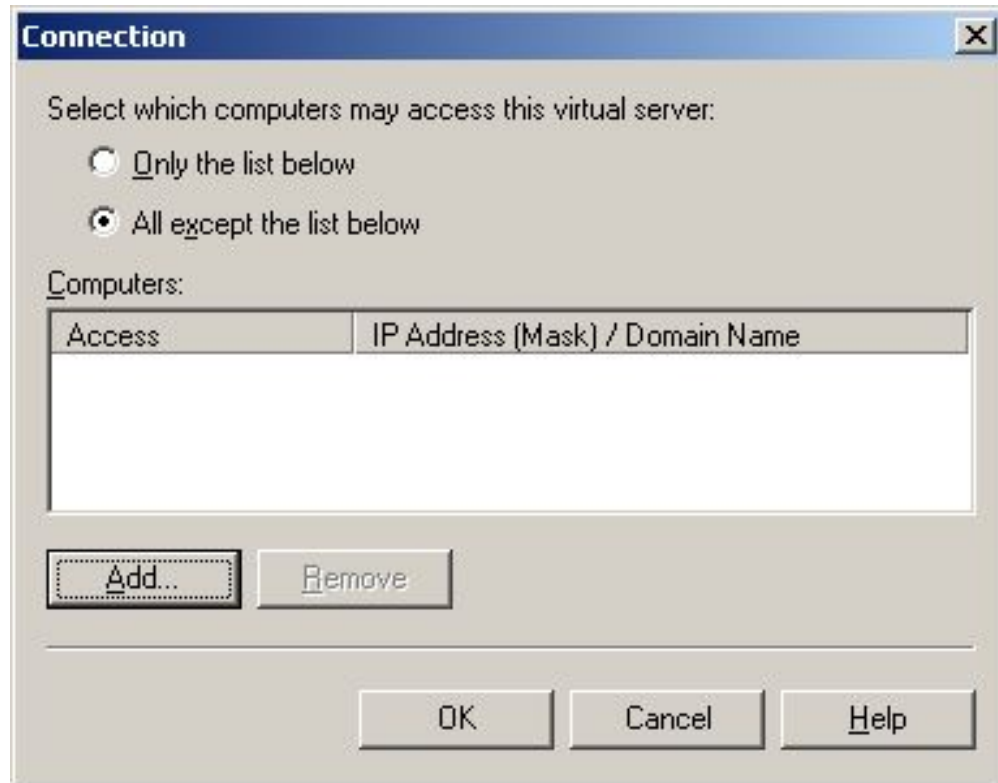 Connection
Select which computers may access this virtual server:
Only the list below
All except the list below
Computers:
Access IP Address (Mask) / Domain Name
Add... Remove
OK Cancel Help